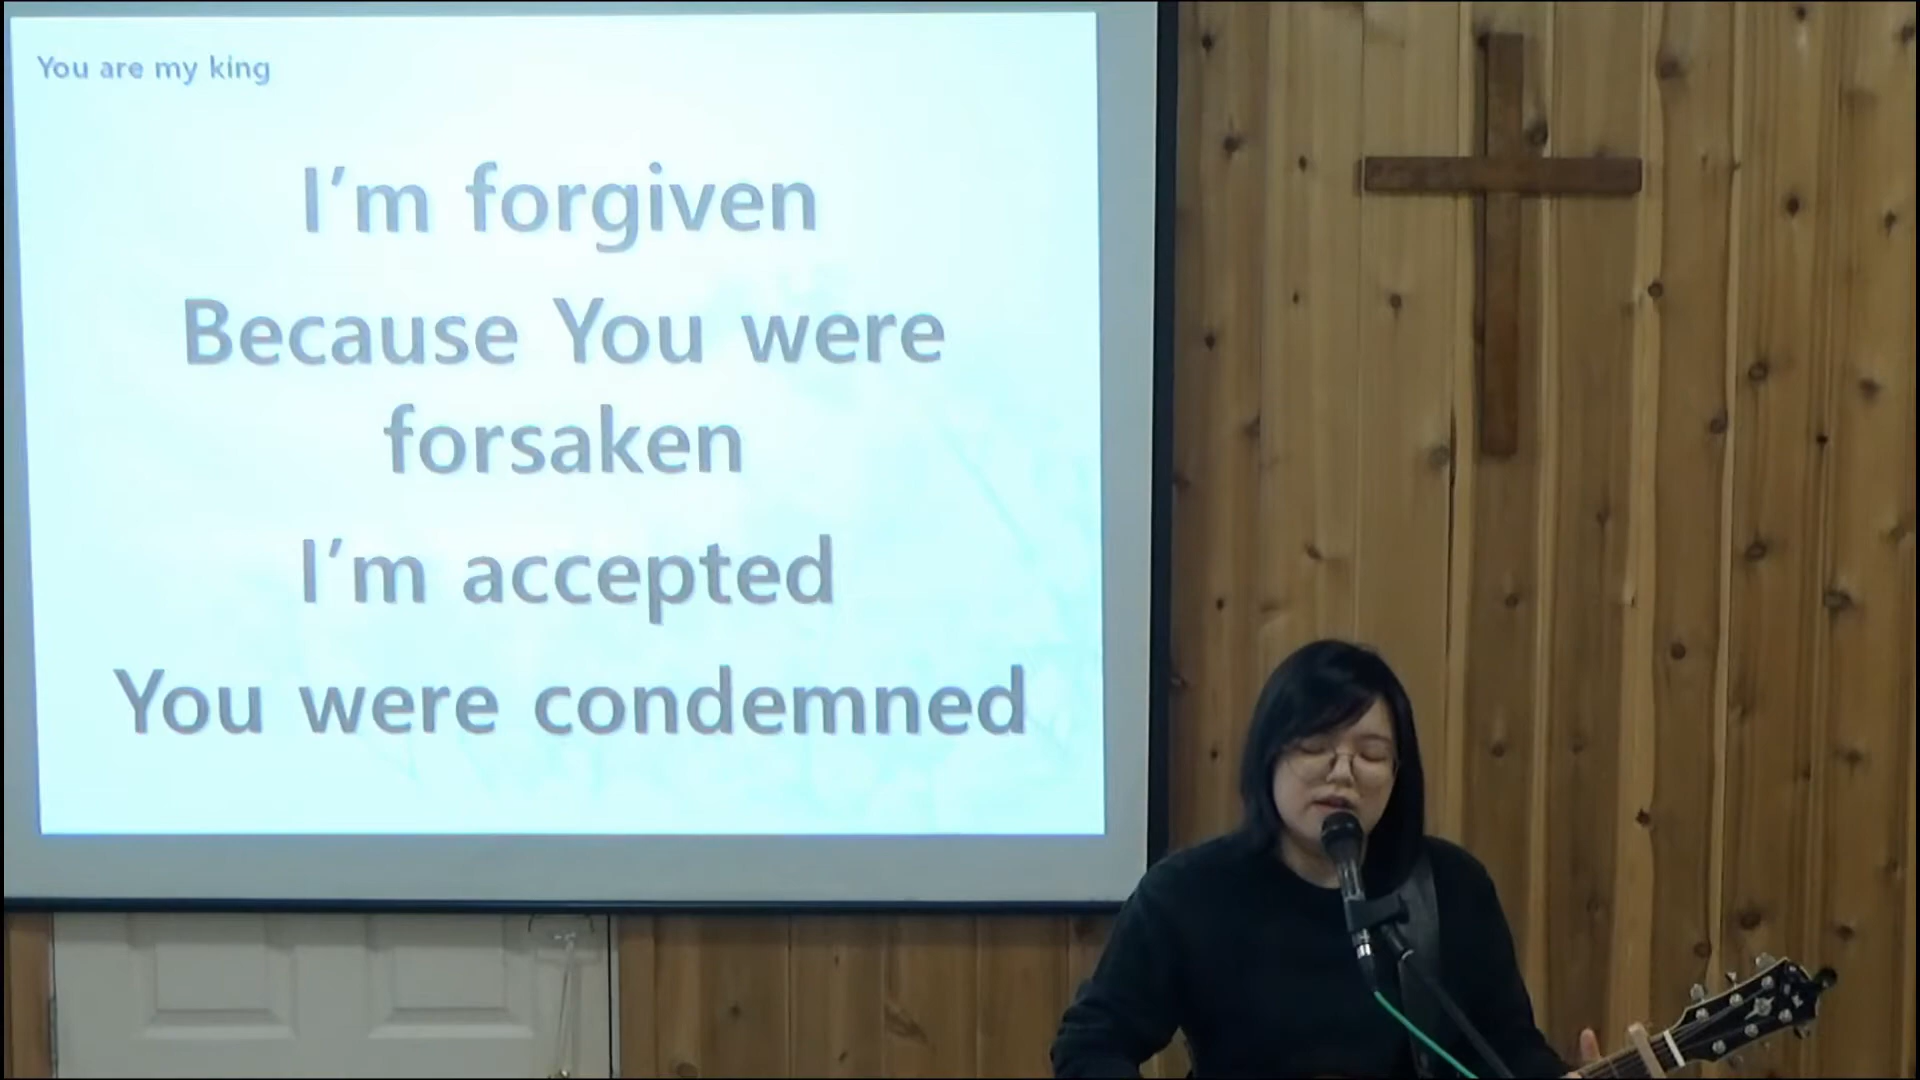 You are my king
I'm forgiven
Because You were
forsaken
I'm accepted
You were condemned